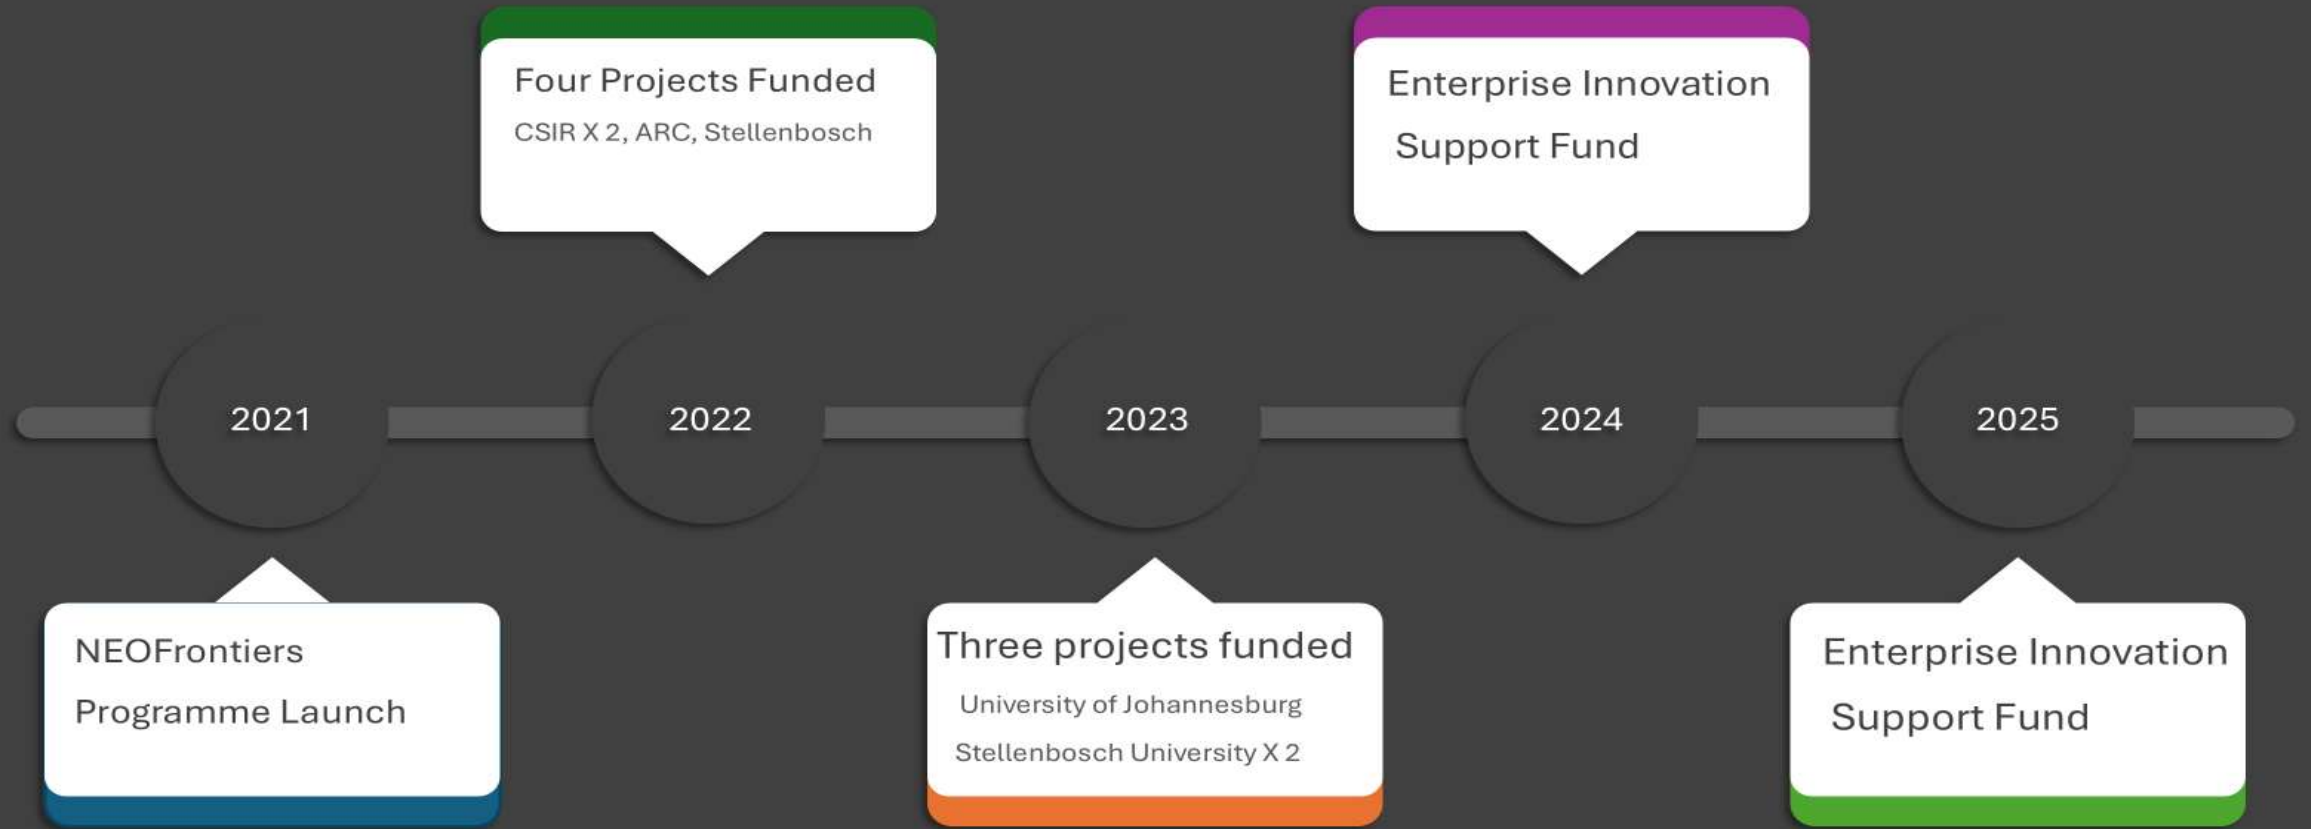 Four Projects Funded
CSIR X 2, ARC, Stellenbosch
Enterprise Innovation
Support Fund
2021
2022
2023
2024
2025
NEOFrontiers
Programme Launch
Three projects funded
University of Johannesburg
Stellenbosch University X 2
Enterprise Innovation
Support Fund